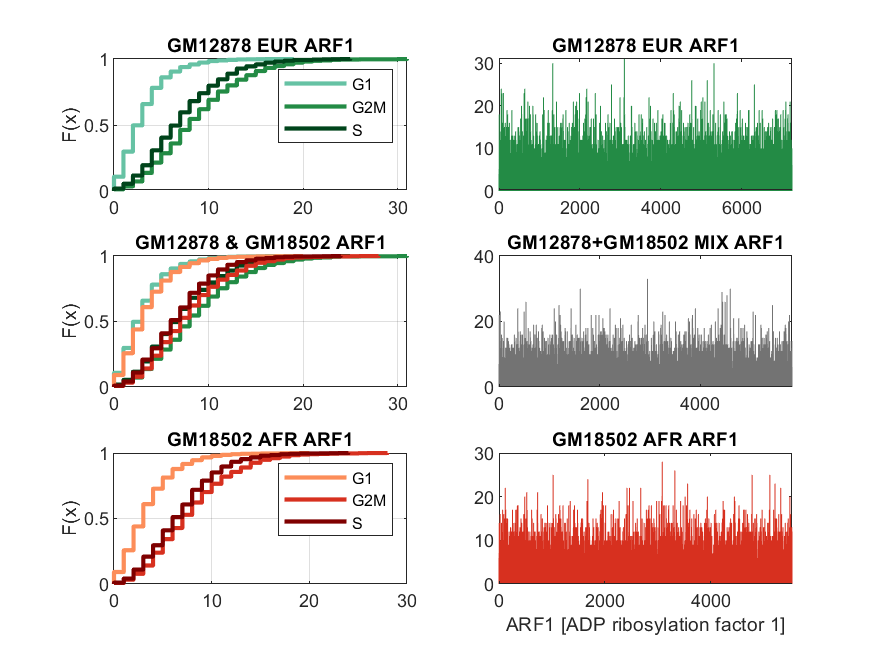 GM12878 EUR ARF1
F(x)
1
0.5
0
0
10
20
30
G1
G2M
S
GM12878 EUR ARF1
30
20
10
0
0
2000
4000
6000
GM12878 & GM18502 ARF1
F(x)
1
0.5
0
0
10
20
30
GM12878+GM18502 MIX ARF1
40
20
0
0
2000
4000
GM18502 AFR ARF1
F(x)
1
0.5
0
0
10
20
30
G1
G2M
S
GM18502 AFR ARF1
30
20
10
0
0
2000
4000
ARF1 [ADP ribosylation factor 1]